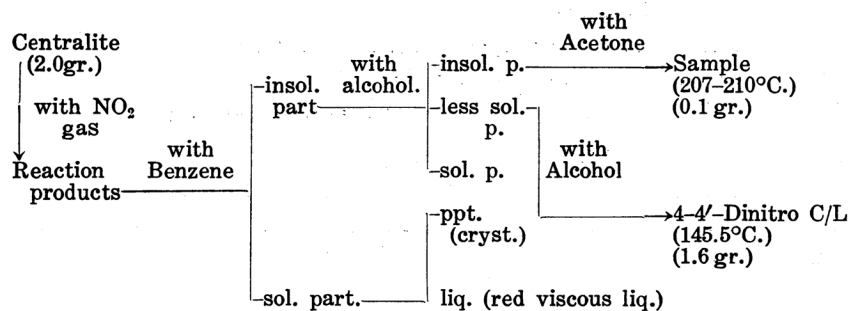 Centralite
(2.0gr.)
with NO₂
gas
Reaction
products
with
Benzene
-insol.
part
with
alcohol.
-insol. p.
-less sol.
p.
-sol. p.
with
Acetone
Sample
(207-210°C.)
(0.1 gr.)
with
Alcohol
4-4′-Dinitro C/L
(145.5°C.)
(1.6 gr.)
-ppt.
(cryst.)
-sol. part.
liq. (red viscous liq.)